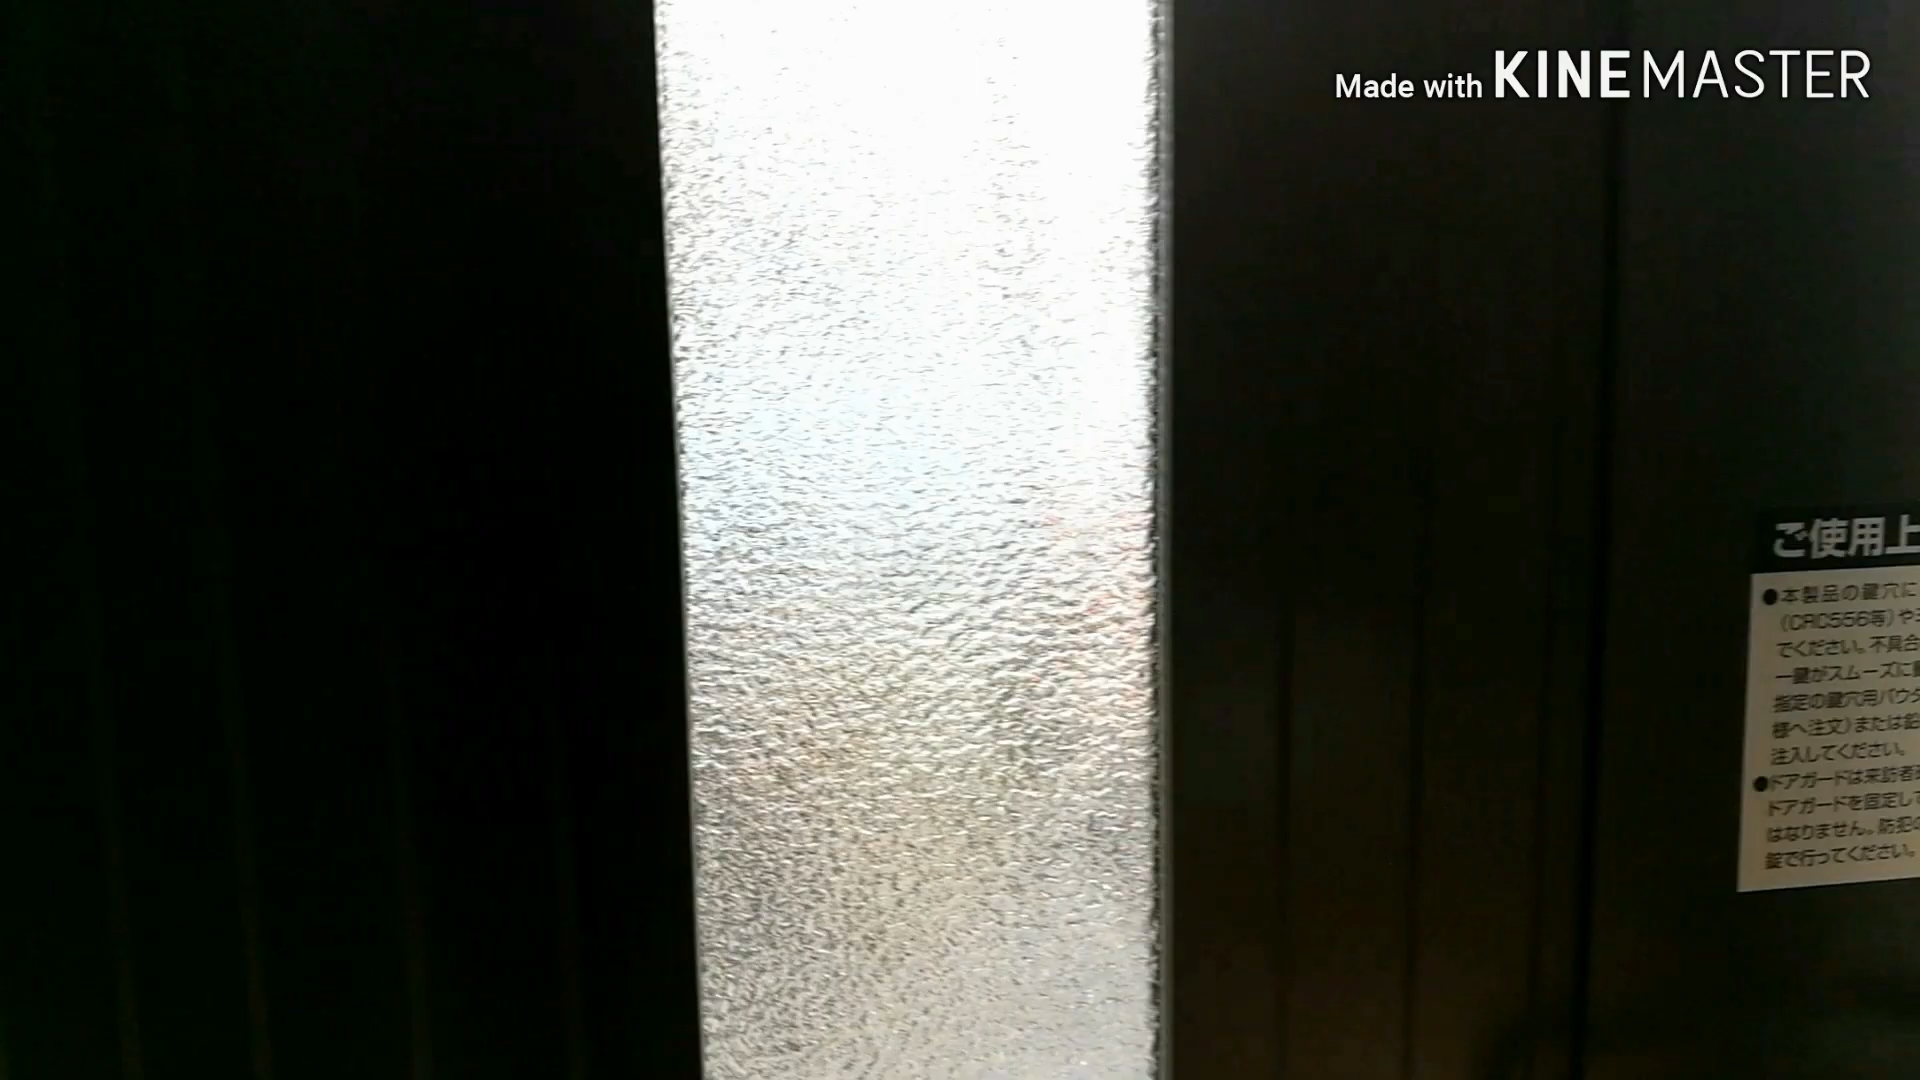 Made with KINEMASTER
ご使用上
●本製品の鍵穴に
(CRC556等)や
でください。不具合
一鍵がスムーズに
指定の鍵穴用パウ
様へ注文)または鉛
注入してください。
●ドアガードは来訪者
ドアガードを固定して
はなりません。防犯の
錠で行ってください。